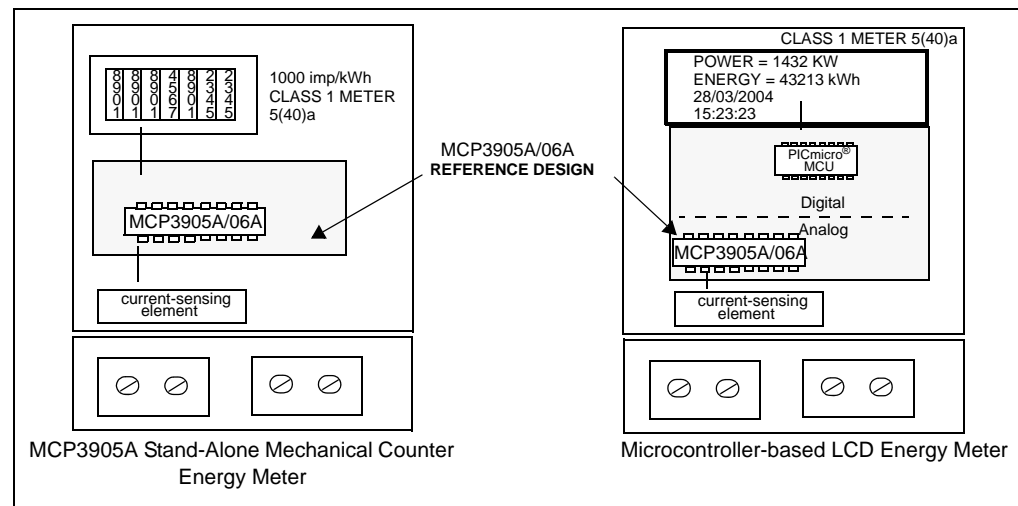 8 8 8 4 8 2 2
9 9 9 5 9 3 3
0 0 0 6 0 4 4
1 1 1 7 1 5 5
1000 imp/kWh
CLASS 1 METER
5(40)a
MCP3905A/06A
current-sensing
element
MCP3905A Stand-Alone Mechanical Counter
Energy Meter
MCP3905A/06A
REFERENCE DESIGN
CLASS 1 METER 5(40)a
POWER = 1432 KW
ENERGY = 43213 kWh
28/03/2004
15:23:23
PICmicro®
MCU
Digital
Analog
MCP3905A/06A
current-sensing
element
Microcontroller-based LCD Energy Meter